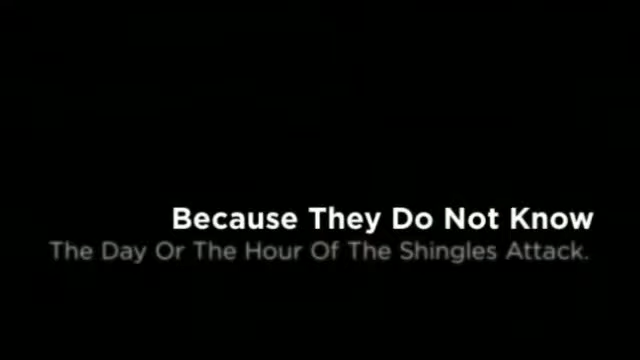 Because They Do Not Know
The Day Or The Hour Of The Shingles Attack.